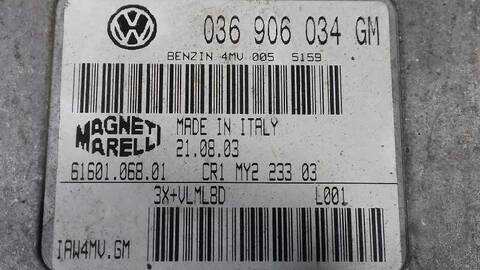 036 906 034 GM
BENZIN 4MV 005 5159
MAGNETI MARELLI
MADE IN ITALY
21.08.03
61601.068.01 CR1 MY2 233 03
3X+VLML8D L001
IAW4MV.GM